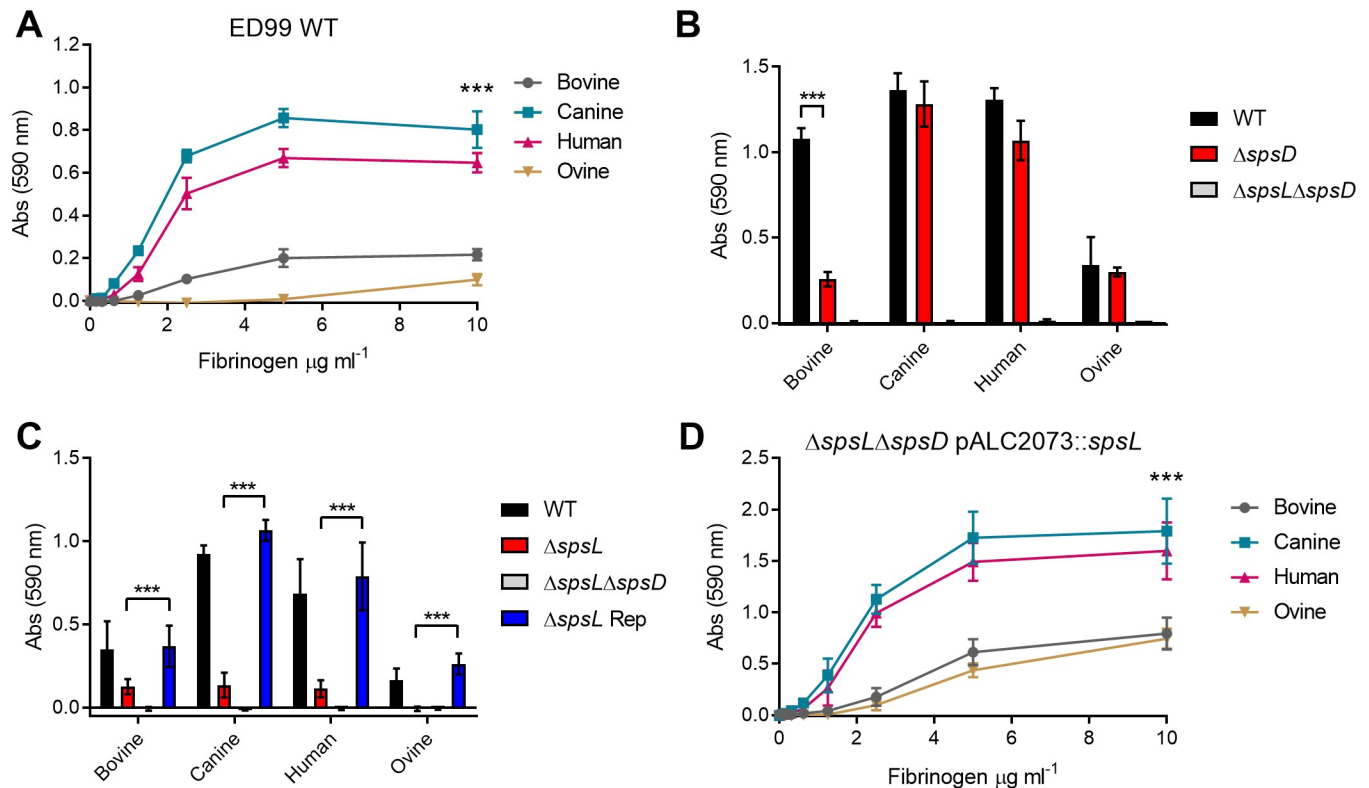 A
ED99 WT
1.2
1.0
0.8
0.6
0.4
0.2
0.0
Abs (590 nm)
0 2 4 6 8 10
Fibrinogen µg ml⁻¹
***
Bovine
Canine
Human
Ovine
B
1.5
1.0
0.5
0.0
Abs (590 nm)
***
Bovine Canine Human Ovine
WT
ΔspsD
ΔspsLΔspsD
C
1.5
1.0
0.5
0.0
Abs (590 nm)
*** *** *** ***
Bovine Canine Human Ovine
WT
ΔspsL
ΔspsLΔspsD
ΔspsL Rep
D
ΔspsLΔspsD pALC2073::spsL
2.5
2.0
1.5
1.0
0.5
0.0
Abs (590 nm)
0 2 4 6 8 10
Fibrinogen µg ml⁻¹
***
Bovine
Canine
Human
Ovine